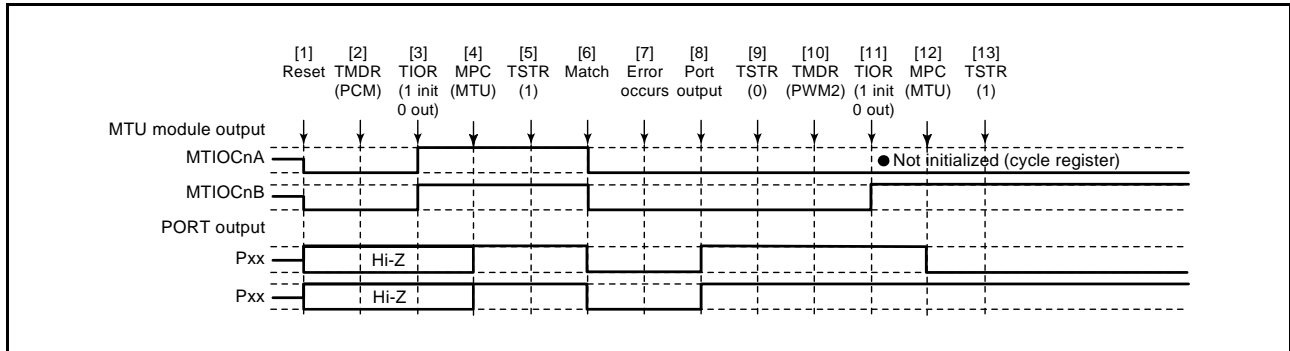 [1] [2] [3] [4] [5] [6] [7] [8] [9] [10] [11] [12] [13]
Reset TMDR TIOR MPC TSTR Match Error Port TSTR TMDR TIOR MPC TSTR
(PCM) (1 init (MTU) (1) occurs output (0) (PWM2) (1 init (MTU) (1)
0 out) 0 out)
MTU module output
MTIOCnA ● Not initialized (cycle register)
MTIOCnB
PORT output
Pxx Hi-Z
Pxx Hi-Z